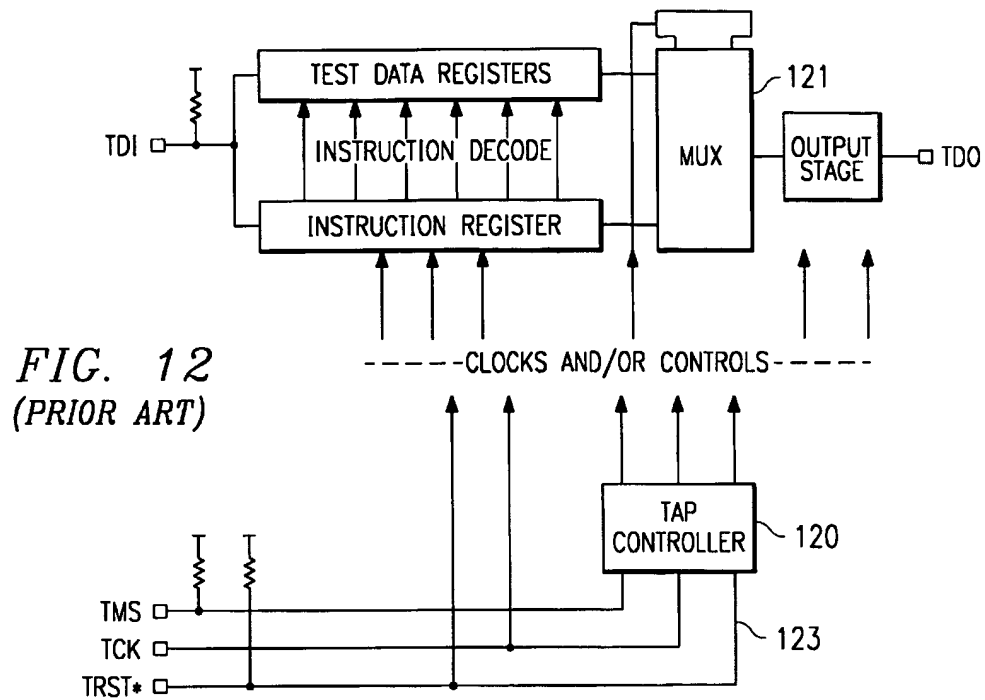 TEST DATA REGISTERS
121
TDI
INSTRUCTION DECODE
MUX
OUTPUT
STAGE
TDO
INSTRUCTION REGISTER
FIG. 12
(PRIOR ART)
CLOCKS AND/OR CONTROLS
TAP
CONTROLLER
120
TMS
TCK
123
TRST*